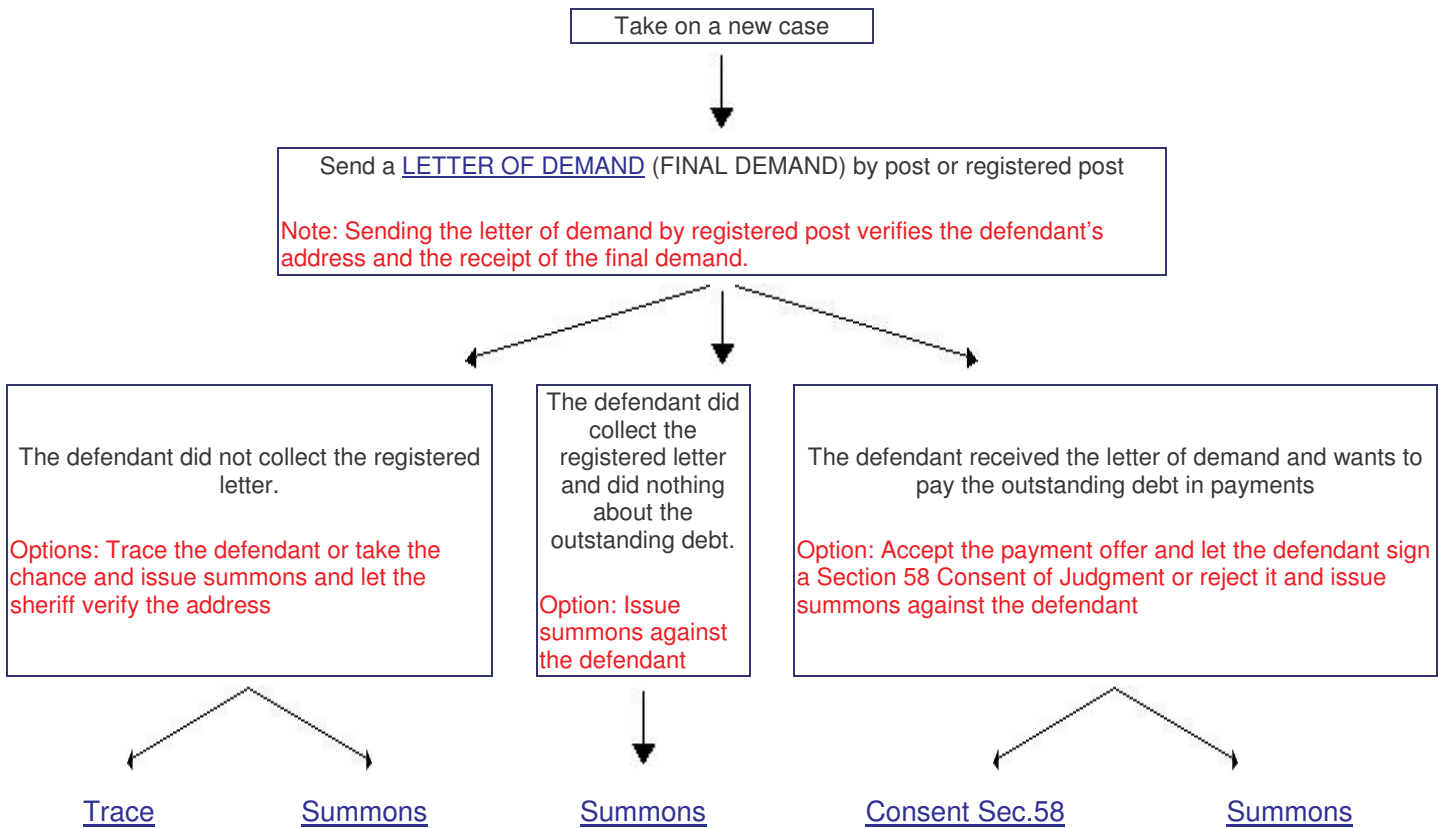 Take on a new case
Send a LETTER OF DEMAND (FINAL DEMAND) by post or registered post
Note: Sending the letter of demand by registered post verifies the defendant’s
address and the receipt of the final demand.
The defendant did not collect the registered
letter.
Options: Trace the defendant or take the
chance and issue summons and let the
sheriff verify the address
The defendant did
collect the
registered letter
and did nothing
about the
outstanding debt.
Option: Issue
summons against
the defendant
The defendant received the letter of demand and wants to
pay the outstanding debt in payments
Option: Accept the payment offer and let the defendant sign
a Section 58 Consent of Judgment or reject it and issue
summons against the defendant
Trace
Summons
Summons
Consent Sec.58
Summons